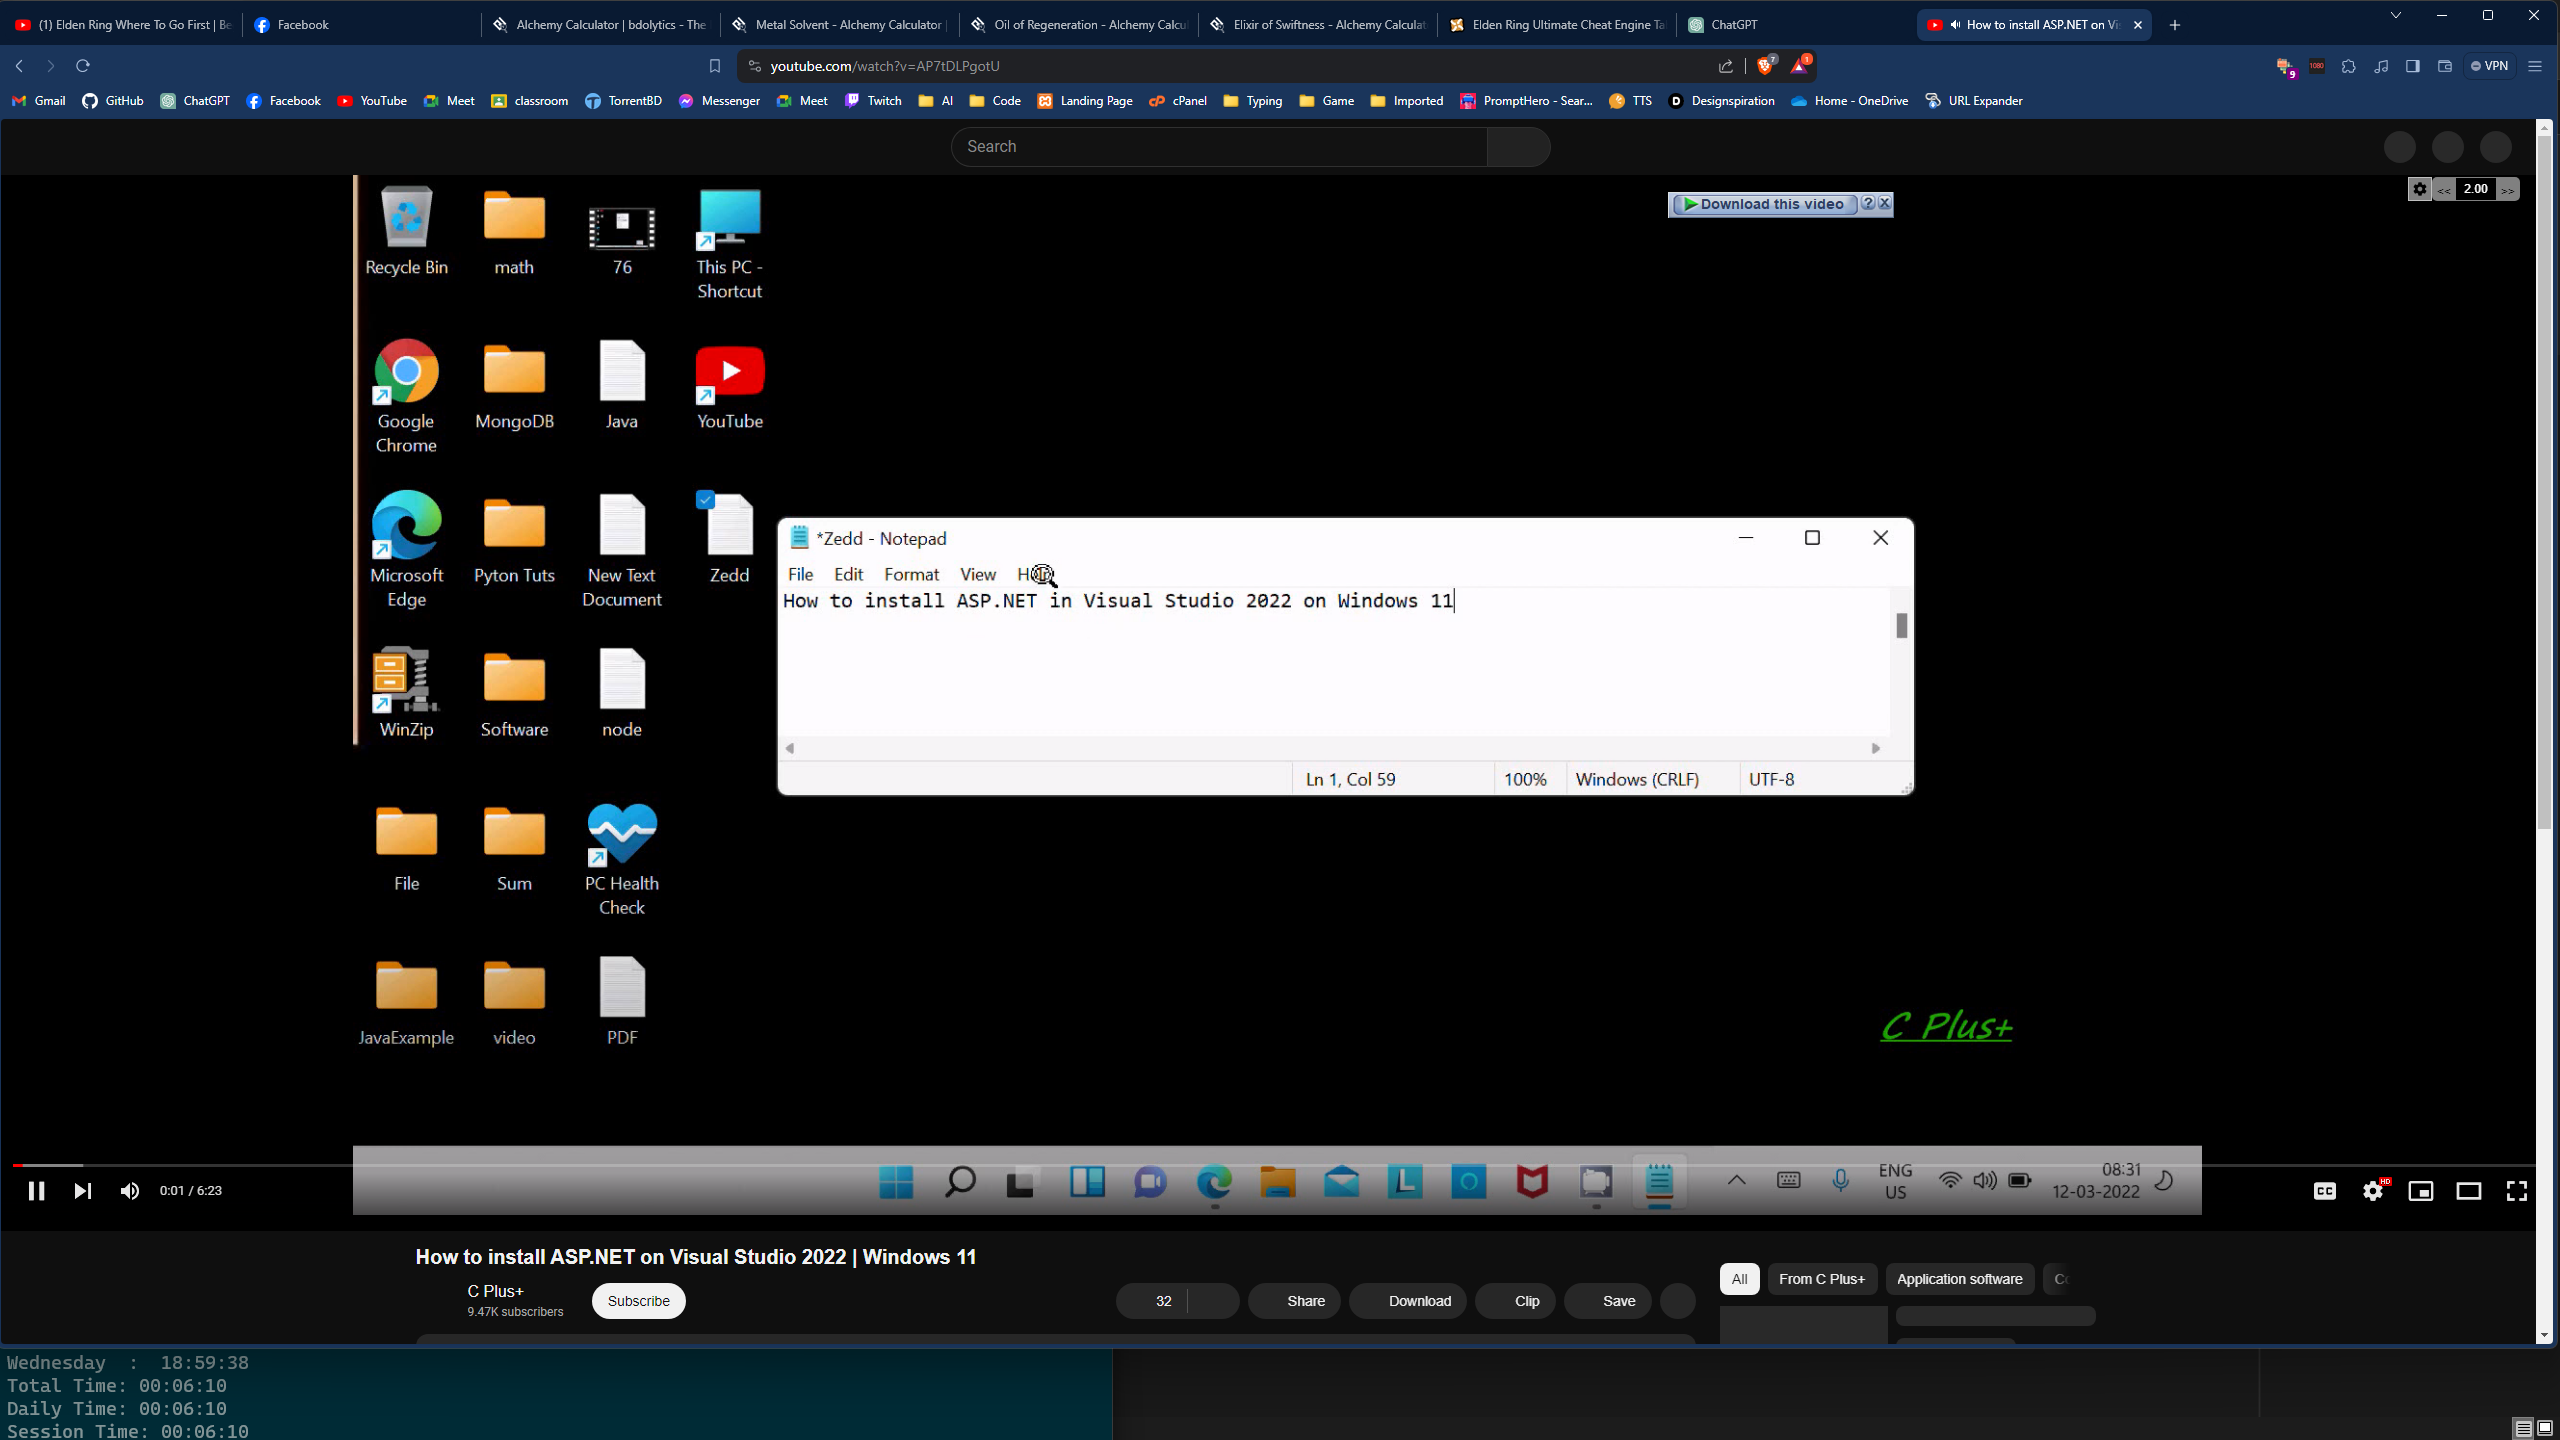 (1) Elden Ring Where To Go First | Be
Facebook
Alchemy Calculator | bdolytics - The
Metal Solvent - Alchemy Calculator |
Oil of Regeneration - Alchemy Calcu
Elixir of Swiftness - Alchemy Calculat
Elden Ring Ultimate Cheat Engine Ta
ChatGPT
How to install ASP.NET on Vi
youtube.com/watch?v=AP7tDLPgotU
7
1
9
1080
VPN
Gmail
GitHub
ChatGPT
Facebook
YouTube
Meet
classroom
TorrentBD
Messenger
Meet
Twitch
AI
Code
Landing Page
cPanel
Typing
Game
Imported
PromptHero - Sear...
TTS
Designspiration
Home - OneDrive
URL Expander
Search
Download this video
?
X
<<
2.00
>>
Recycle Bin
math
76
This PC -
Shortcut
Google
Chrome
MongoDB
Java
YouTube
Microsoft
Edge
Pyton Tuts
New Text
Document
Zedd
*Zedd - Notepad
File Edit Format View Help
How to install ASP.NET in Visual Studio 2022 on Windows 11
WinZip
Software
node
Ln 1, Col 59
100%
Windows (CRLF)
UTF-8
File
Sum
PC Health
Check
JavaExample
video
PDF
C Plus+
0:01 / 6:23
ENG
US
08:31
12-03-2022
CC
HD
How to install ASP.NET on Visual Studio 2022 | Windows 11
C Plus+
9.47K subscribers
Subscribe
32
Share
Download
Clip
Save
All
From C Plus+
Application software
Wednesday : 18:59:38
Total Time: 00:06:10
Daily Time: 00:06:10
Session Time: 00:06:10